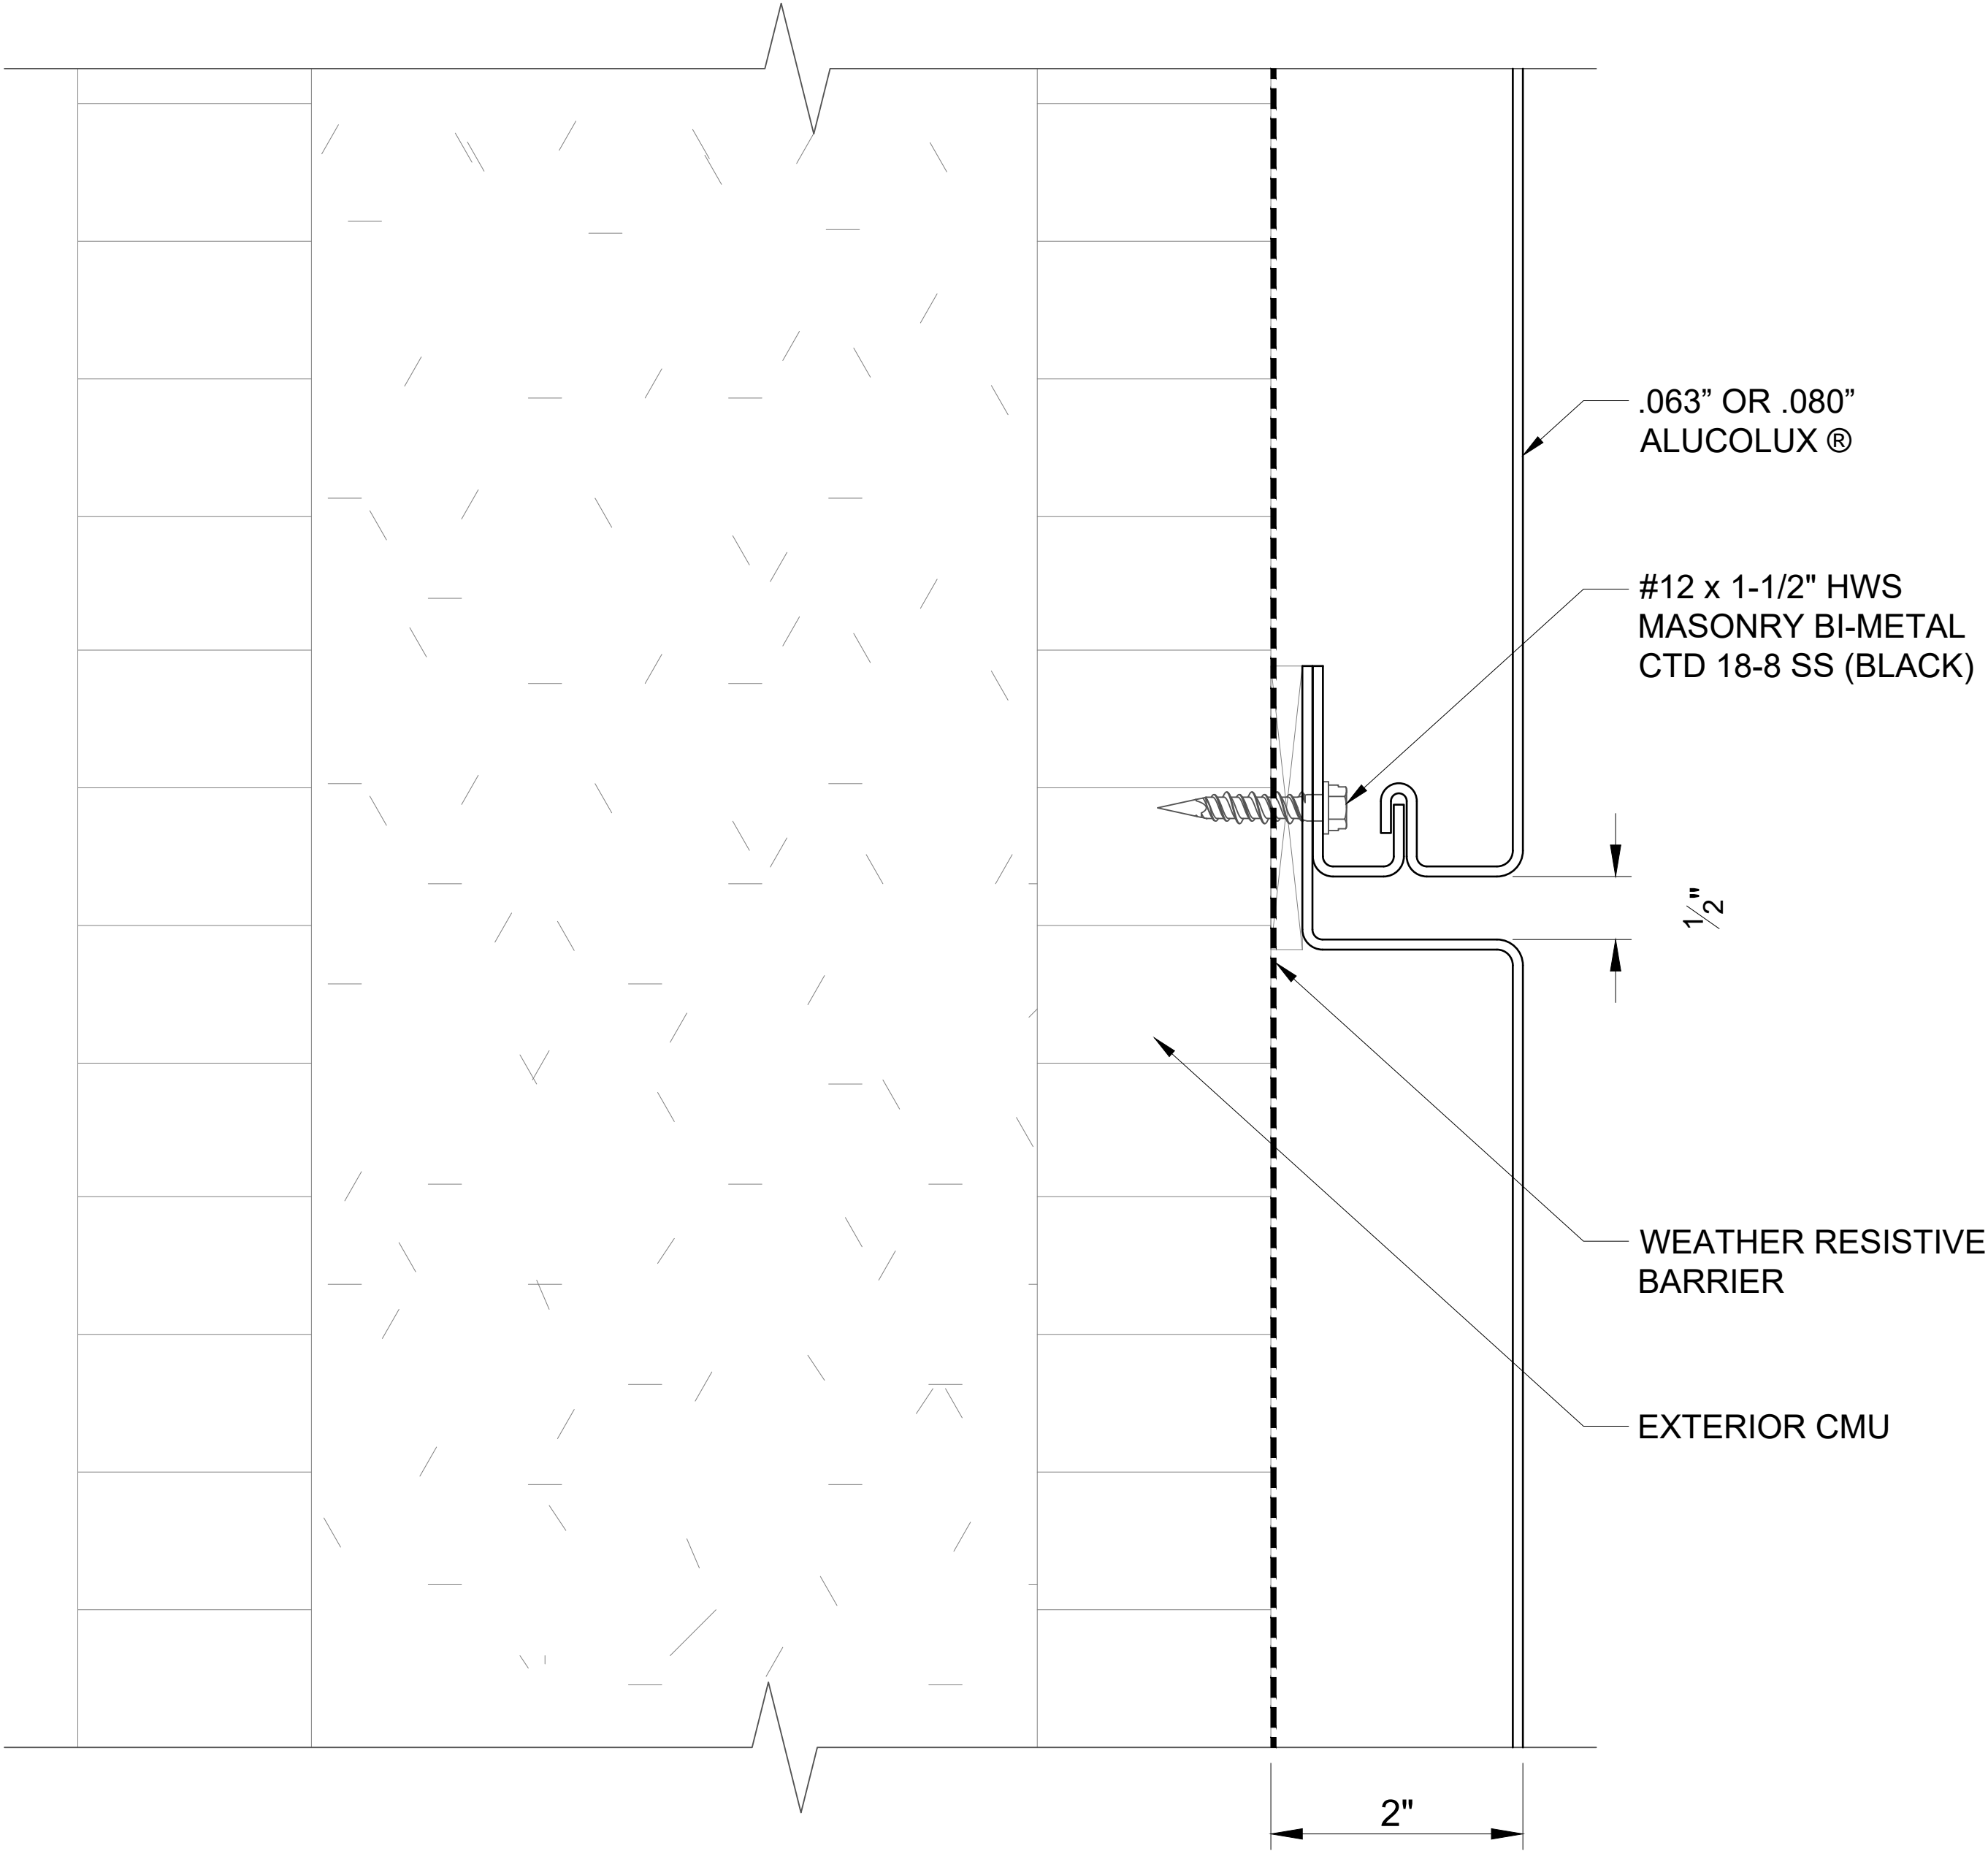 .063” OR .080”
ALUCOLUX ®
#12 x 1-1/2" HWS
MASONRY BI-METAL
CTD 18-8 SS (BLACK)
1/2"
WEATHER RESISTIVE
BARRIER
EXTERIOR CMU
2"